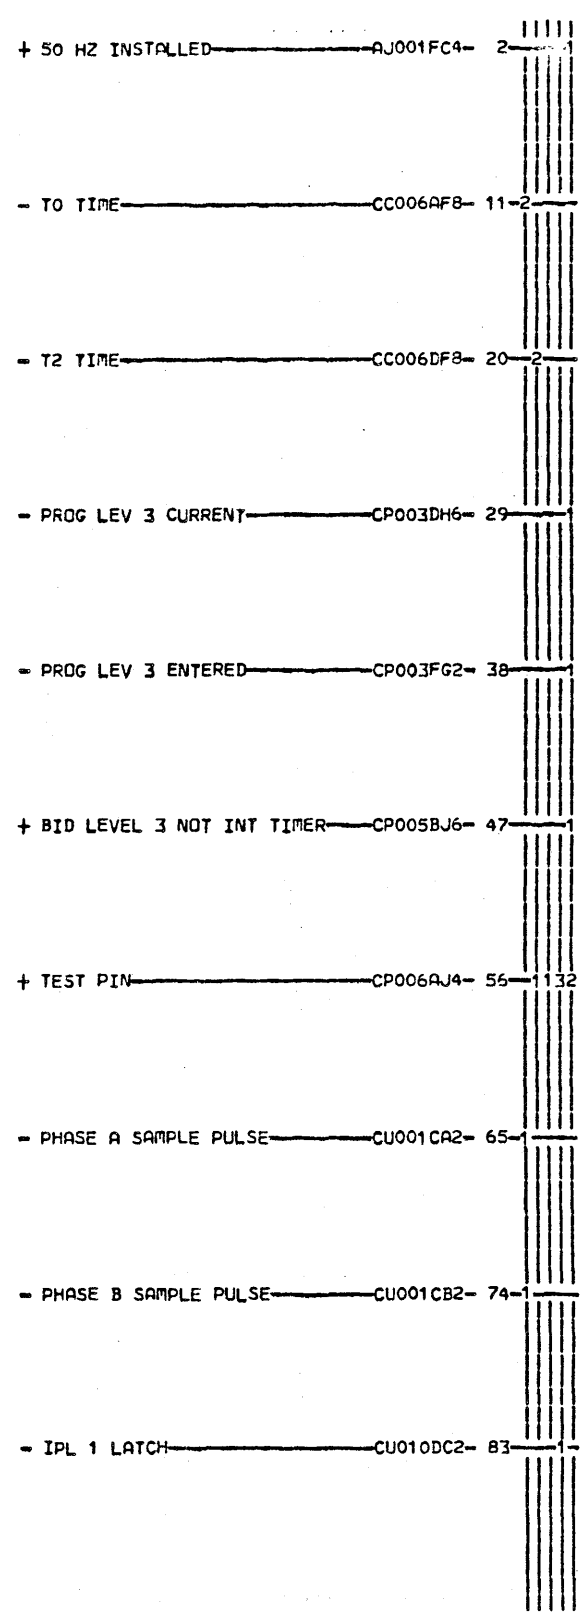 + 50 HZ INSTALLED AJ001FC4- 2 1
- T0 TIME CC006AF8- 11-2
- T2 TIME CC006DF8- 20 2
- PROG LEV 3 CURRENT CP003DH6- 29 1
- PROG LEV 3 ENTERED CP003FG2- 38 1
+ BID LEVEL 3 NOT INT TIMER CP005BJ6- 47 1
+ TEST PIN CP006AJ4- 56 1132
- PHASE A SAMPLE PULSE CU001CA2- 65-1
- PHASE B SAMPLE PULSE CU001CB2- 74-1
- IPL 1 LATCH CU010DC2- 83 1-